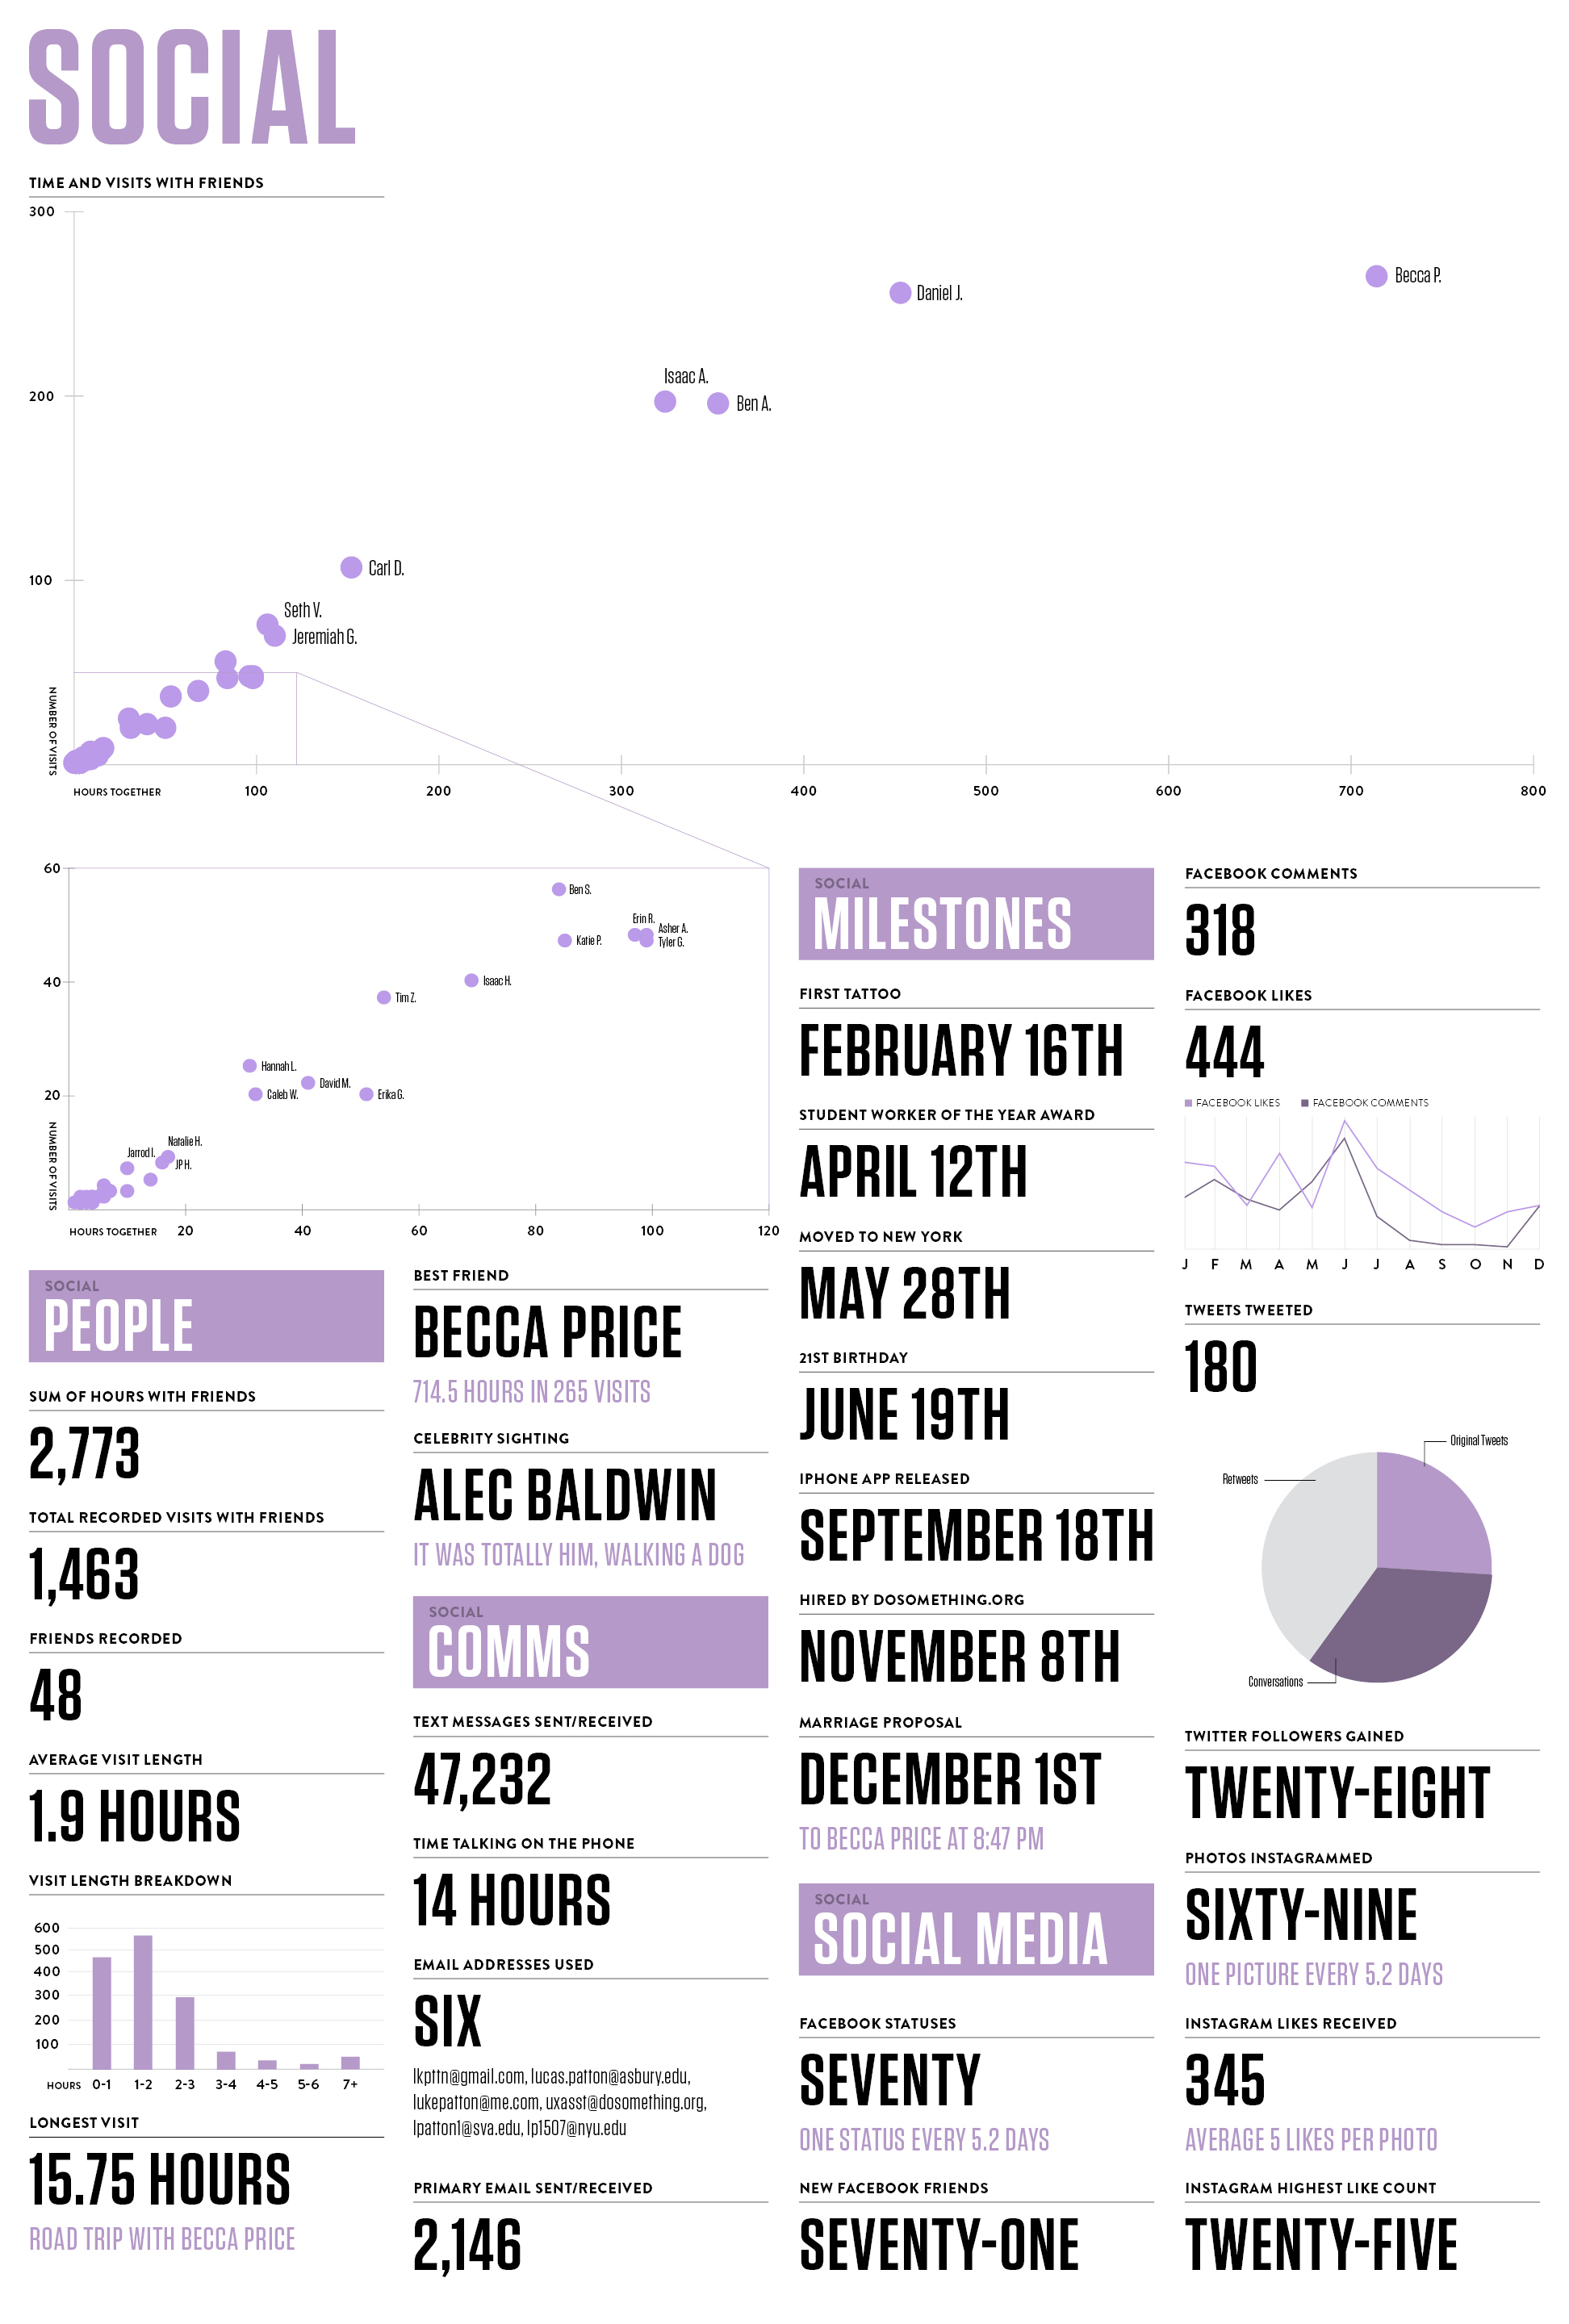 SOCIAL
TIME AND VISITS WITH FRIENDS
300
200
100
NUMBER OF VISITS
HOURS TOGETHER
100
200
300
400
500
600
700
800
Becca P.
Daniel J.
Isaac A.
Ben A.
Carl D.
Seth V.
Jeremiah G.
60
40
20
NUMBER OF VISITS
HOURS TOGETHER
20
40
60
80
100
120
Ben S.
Erin R.
Asher A.
Tyler G.
Katie P.
Isaac H.
Tim Z.
Hannah L.
David M.
Caleb W.
Erika G.
Natalie H.
Jarrod I.
JP H.
SOCIAL
PEOPLE
SUM OF HOURS WITH FRIENDS
2,773
TOTAL RECORDED VISITS WITH FRIENDS
1,463
FRIENDS RECORDED
48
AVERAGE VISIT LENGTH
1.9 HOURS
VISIT LENGTH BREAKDOWN
600
500
400
300
200
100
HOURS 0-1 1-2 2-3 3-4 4-5 5-6 7+
LONGEST VISIT
15.75 HOURS
ROAD TRIP WITH BECCA PRICE
BEST FRIEND
BECCA PRICE
714.5 HOURS IN 265 VISITS
CELEBRITY SIGHTING
ALEC BALDWIN
IT WAS TOTALLY HIM, WALKING A DOG
SOCIAL
COMMS
TEXT MESSAGES SENT/RECEIVED
47,232
TIME TALKING ON THE PHONE
14 HOURS
EMAIL ADDRESSES USED
SIX
lkpttn@gmail.com, lucas.patton@asbury.edu,
lukepatton@me.com, uxasst@dosomething.org,
lpatton1@sva.edu, lp1507@nyu.edu
PRIMARY EMAIL SENT/RECEIVED
2,146
SOCIAL
MILESTONES
FIRST TATTOO
FEBRUARY 16TH
STUDENT WORKER OF THE YEAR AWARD
APRIL 12TH
MOVED TO NEW YORK
MAY 28TH
21ST BIRTHDAY
JUNE 19TH
IPHONE APP RELEASED
SEPTEMBER 18TH
HIRED BY DOSOMETHING.ORG
NOVEMBER 8TH
MARRIAGE PROPOSAL
DECEMBER 1ST
TO BECCA PRICE AT 8:47 PM
SOCIAL
SOCIAL MEDIA
FACEBOOK STATUSES
SEVENTY
ONE STATUS EVERY 5.2 DAYS
NEW FACEBOOK FRIENDS
SEVENTY-ONE
FACEBOOK COMMENTS
318
FACEBOOK LIKES
444
FACEBOOK LIKES FACEBOOK COMMENTS
J F M A M J J A S O N D
TWEETS TWEETED
180
Original Tweets
Retweets
Conversations
TWITTER FOLLOWERS GAINED
TWENTY-EIGHT
PHOTOS INSTAGRAMMED
SIXTY-NINE
ONE PICTURE EVERY 5.2 DAYS
INSTAGRAM LIKES RECEIVED
345
AVERAGE 5 LIKES PER PHOTO
INSTAGRAM HIGHEST LIKE COUNT
TWENTY-FIVE